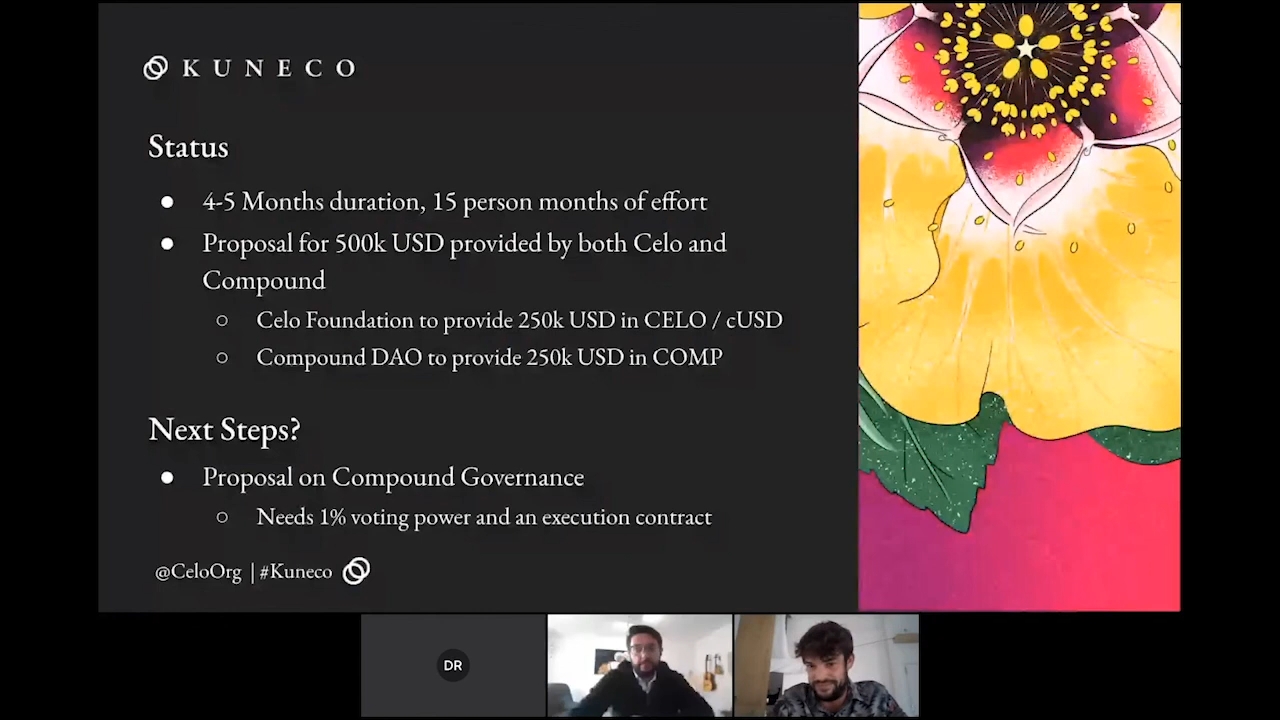 KUNECO
Status
● 4-5 Months duration, 15 person months of effort
● Proposal for 500k USD provided by both Celo and
Compound
○ Celo Foundation to provide 250k USD in CELO / cUSD
○ Compound DAO to provide 250k USD in COMP
Next Steps?
● Proposal on Compound Governance
○ Needs 1% voting power and an execution contract
@CeloOrg | #Kuneco
DR